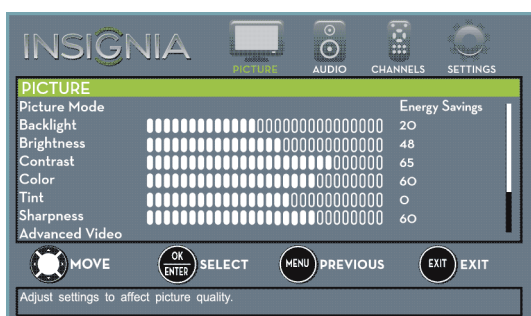 INSIGNIA
PICTURE AUDIO CHANNELS SETTINGS
PICTURE
Picture Mode Energy Savings
Backlight 20
Brightness 48
Contrast 65
Color 60
Tint 0
Sharpness 60
Advanced Video
MOVE OK ENTER SELECT MENU PREVIOUS EXIT EXIT
Adjust settings to affect picture quality.